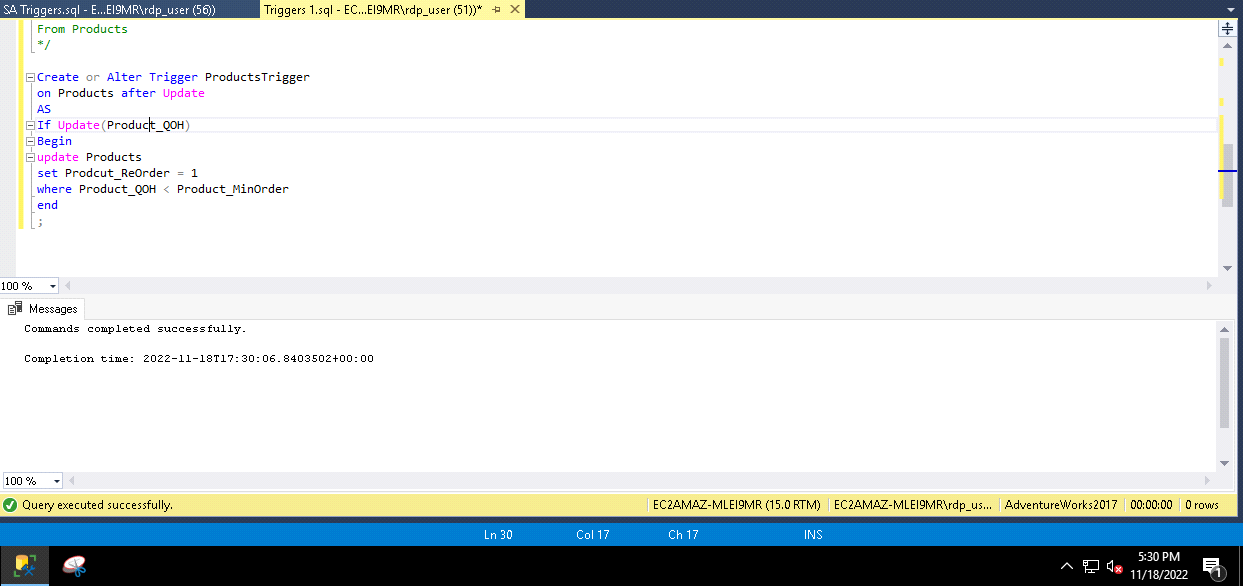 SA Triggers.sql - E...EI9MR\rdp_user (56))
Triggers 1.sql - EC...EI9MR\rdp_user (51))*
From Products
*/
Create or Alter Trigger ProductsTrigger
on Products after Update
AS
If Update(Product_QOH)
Begin
update Products
set Prodcut_ReOrder = 1
where Product_QOH < Product_MinOrder
end
;
100 %
Messages
Commands completed successfully.
Completion time: 2022-11-18T17:30:06.8403502+00:00
100 %
Query executed successfully.
EC2AMAZ-MLEI9MR (15.0 RTM)
EC2AMAZ-MLEI9MR\rdp_us...
AdventureWorks2017
00:00:00
0 rows
Ln 30
Col 17
Ch 17
INS
5:30 PM
11/18/2022
1